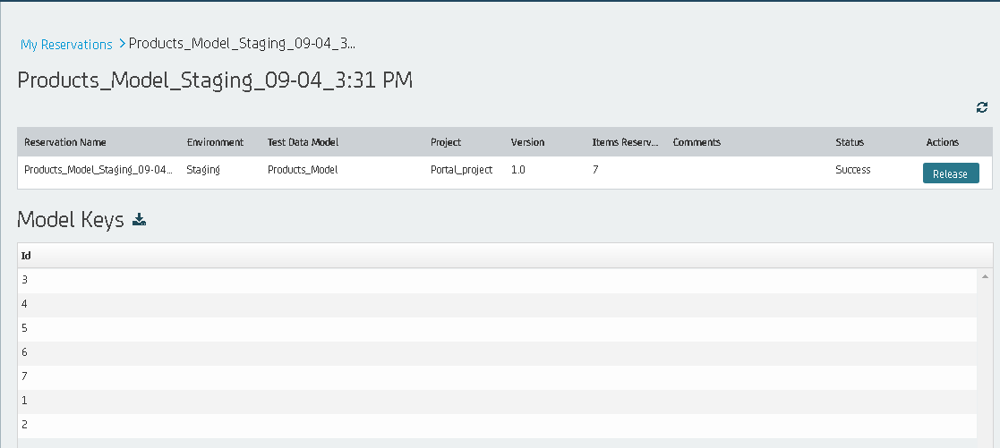 My Reservations > Products_Model_Staging_09-04_3...
Products_Model_Staging_09-04_3:31 PM
Reservation Name Environment Test Data Model Project Version Items Reserv... Comments Status Actions
Products_Model_Staging_09-04... Staging Products_Model Portal_project 1.0 7 Success Release
Model Keys
Id
3
4
5
6
7
1
2